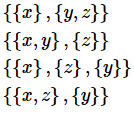 {{x} , {y, z}}
{{x, y} , {z}}
{{x} , {z} , {y}}
{{x, z} , {y}}